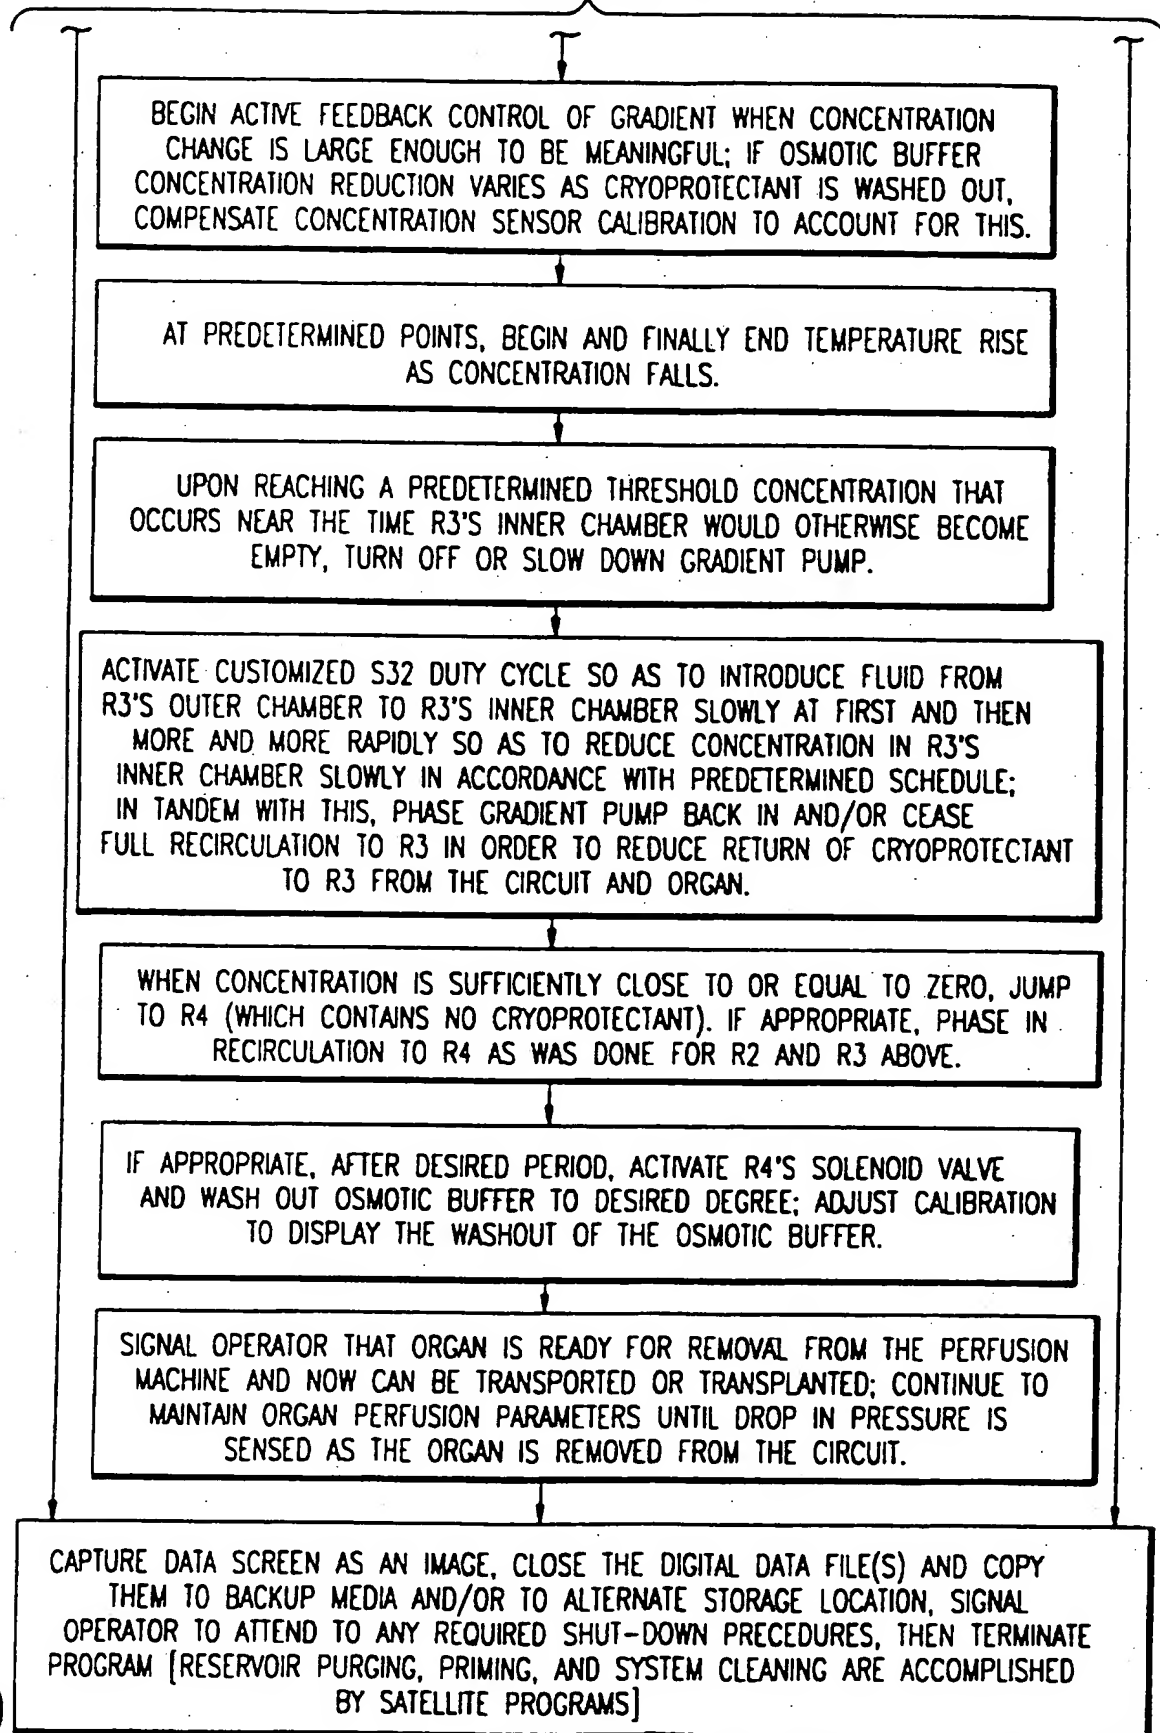 BEGIN ACTIVE FEEDBACK CONTROL OF GRADIENT WHEN CONCENTRATION
CHANGE IS LARGE ENOUGH TO BE MEANINGFUL; IF OSMOTIC BUFFER
CONCENTRATION REDUCTION VARIES AS CRYOPROTECTANT IS WASHED OUT,
COMPENSATE CONCENTRATION SENSOR CALIBRATION TO ACCOUNT FOR THIS.
AT PREDETERMINED POINTS, BEGIN AND FINALLY END TEMPERATURE RISE
AS CONCENTRATION FALLS.
UPON REACHING A PREDETERMINED THRESHOLD CONCENTRATION THAT
OCCURS NEAR THE TIME R3'S INNER CHAMBER WOULD OTHERWISE BECOME
EMPTY, TURN OFF OR SLOW DOWN GRADIENT PUMP.
ACTIVATE CUSTOMIZED S32 DUTY CYCLE SO AS TO INTRODUCE FLUID FROM
R3'S OUTER CHAMBER TO R3'S INNER CHAMBER SLOWLY AT FIRST AND THEN
MORE AND MORE RAPIDLY SO AS TO REDUCE CONCENTRATION IN R3'S
INNER CHAMBER SLOWLY IN ACCORDANCE WITH PREDETERMINED SCHEDULE;
IN TANDEM WITH THIS, PHASE GRADIENT PUMP BACK IN AND/OR CEASE
FULL RECIRCULATION TO R3 IN ORDER TO REDUCE RETURN OF CRYOPROTECTANT
TO R3 FROM THE CIRCUIT AND ORGAN.
WHEN CONCENTRATION IS SUFFICIENTLY CLOSE TO OR EQUAL TO ZERO, JUMP
TO R4 (WHICH CONTAINS NO CRYOPROTECTANT). IF APPROPRIATE, PHASE IN
RECIRCULATION TO R4 AS WAS DONE FOR R2 AND R3 ABOVE.
IF APPROPRIATE, AFTER DESIRED PERIOD, ACTIVATE R4'S SOLENOID VALVE
AND WASH OUT OSMOTIC BUFFER TO DESIRED DEGREE; ADJUST CALIBRATION
TO DISPLAY THE WASHOUT OF THE OSMOTIC BUFFER.
SIGNAL OPERATOR THAT ORGAN IS READY FOR REMOVAL FROM THE PERFUSION
MACHINE AND NOW CAN BE TRANSPORTED OR TRANSPLANTED; CONTINUE TO
MAINTAIN ORGAN PERFUSION PARAMETERS UNTIL DROP IN PRESSURE IS
SENSED AS THE ORGAN IS REMOVED FROM THE CIRCUIT.
CAPTURE DATA SCREEN AS AN IMAGE, CLOSE THE DIGITAL DATA FILE(S) AND COPY
THEM TO BACKUP MEDIA AND/OR TO ALTERNATE STORAGE LOCATION, SIGNAL
OPERATOR TO ATTEND TO ANY REQUIRED SHUT-DOWN PROCEDURES, THEN TERMINATE
PROGRAM [RESERVOIR PURGING, PRIMING, AND SYSTEM CLEANING ARE ACCOMPLISHED
BY SATELLITE PROGRAMS]